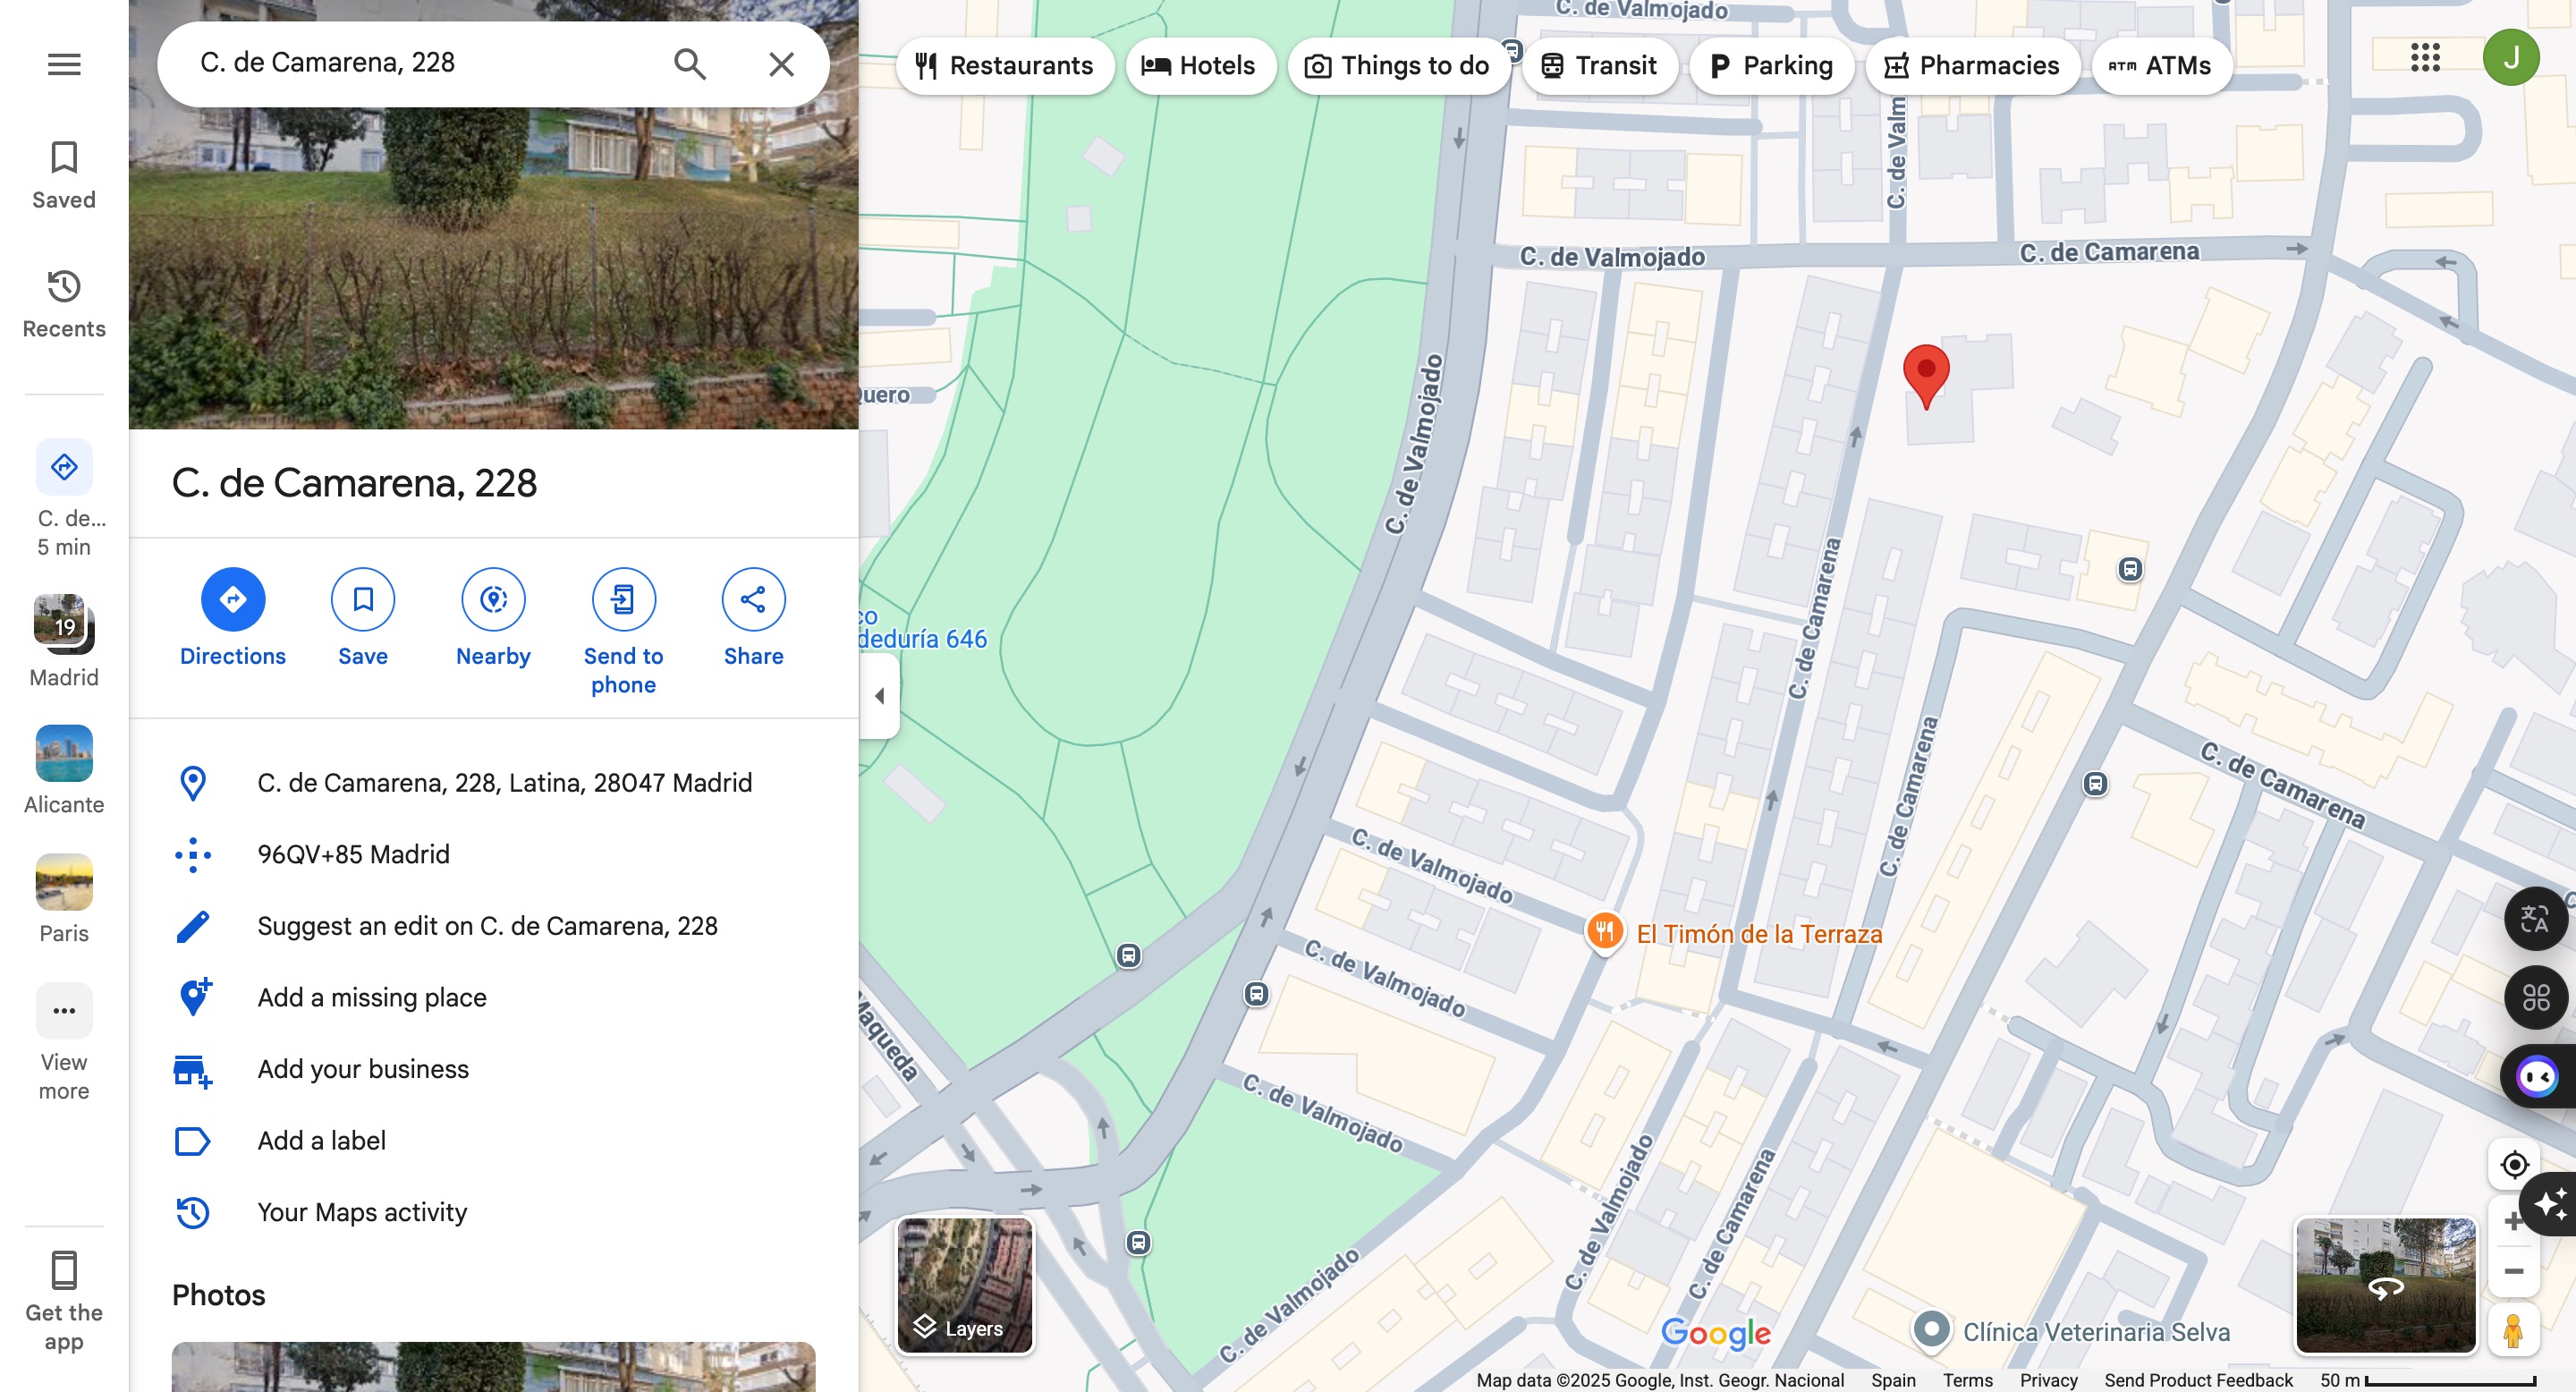 C. de Camarena, 228
Saved
Recents
C. de...
5 min
19
Madrid
Alicante
Paris
View
more
Get the
app
C. de Camarena, 228
Directions
Save
Nearby
Send to
phone
Share
C. de Camarena, 228, Latina, 28047 Madrid
96QV+85 Madrid
Suggest an edit on C. de Camarena, 228
Add a missing place
Add your business
Add a label
Your Maps activity
Photos
Restaurants
Hotels
Things to do
Transit
P Parking
Pharmacies
ATM ATMs
J
C. de Valmojado
C. de Valm
C. de Valmojado
C. de Camarena
C. de Valmojado
Quero
co
deduría 646
C. de Camarena
C. de Camarena
C. de Camarena
C. de Valmojado
El Timón de la Terraza
C. de Valmojado
Maqueda
C. de Valmojado
C. de Valmojado
C. de Camarena
C. de Valmojado
Layers
Google
Clínica Veterinaria Selva
Map data ©2025 Google, Inst. Geogr. Nacional
Spain
Terms
Privacy
Send Product Feedback
50 m